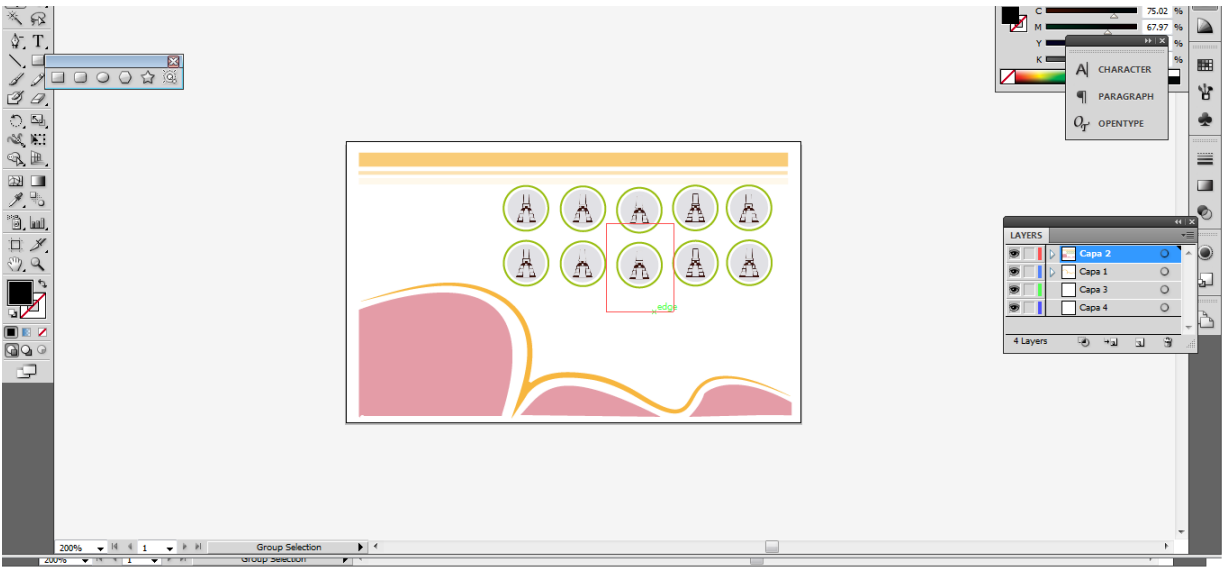 T
C 75.02 %
M 67.97 %
Y %
K %
A CHARACTER
¶ PARAGRAPH
OT OPENTYPE
edge
LAYERS
Capa 2
Capa 1
Capa 3
Capa 4
4 Layers
200% 1 Group Selection
200% 1 Group Selection